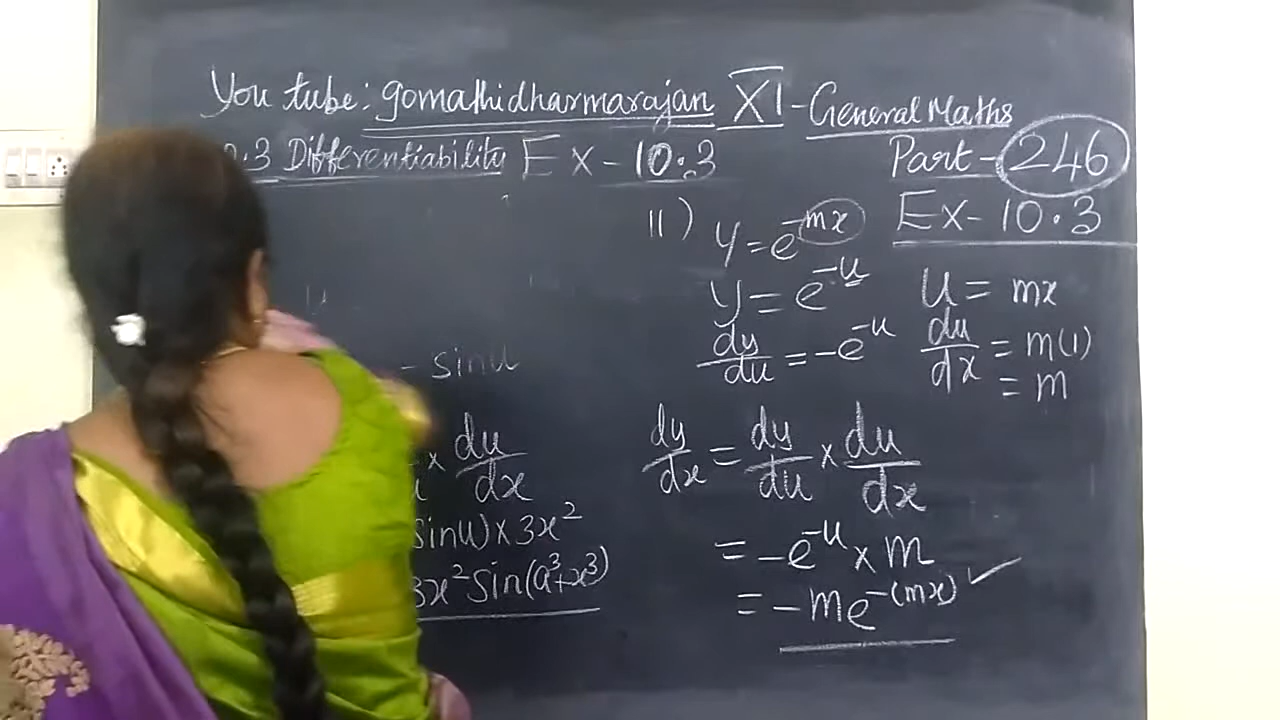 You tube: gomathidharmarajan XI - General Maths
.3 Differentiability Ex - 10.3
Part - 246
Ex - 10.3
- sinu
× du/dx
sinu) × 3x²
3x² sin(a³+x³)
11) y = e^-mx
y = e^-u
u = mx
dy/du = -e^-u
du/dx = m(1)
= m
dy/dx = dy/du × du/dx
= -e^-u × m
= -me^-(mx) ✓